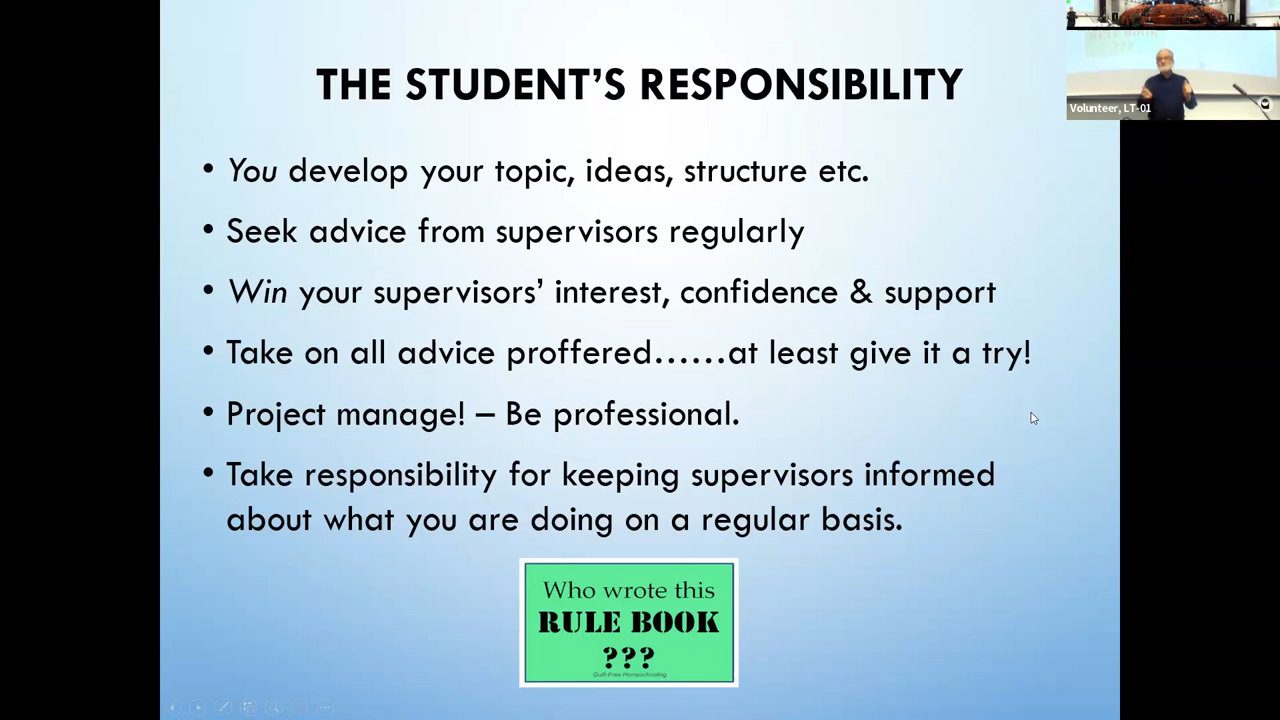 THE STUDENT’S RESPONSIBILITY
Volunteer, LT-01
• You develop your topic, ideas, structure etc.
• Seek advice from supervisors regularly
• Win your supervisors’ interest, confidence & support
• Take on all advice proffered……at least give it a try!
• Project manage! – Be professional.
• Take responsibility for keeping supervisors informed
about what you are doing on a regular basis.
Who wrote this
RULE BOOK
???
Guilt-Free Homeschooling